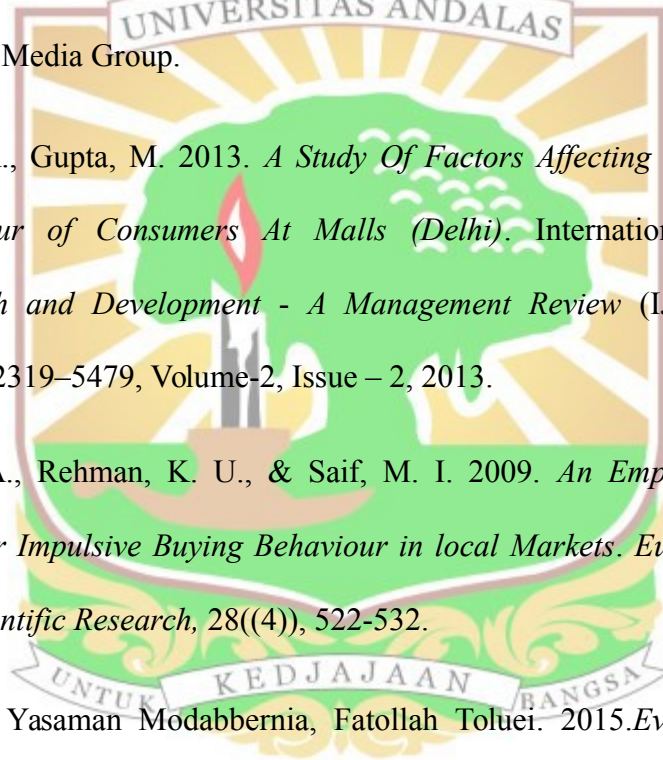 UNIVERSITAS ANDALAS
Media Group.
., Gupta, M. 2013. A Study Of Factors Affecting
ur of Consumers At Malls (Delhi). Internation
h and Development - A Management Review (I.
2319–5479, Volume-2, Issue – 2, 2013.
A., Rehman, K. U., & Saif, M. I. 2009. An Emp
r Impulsive Buying Behaviour in local Markets. Eu
ntific Research, 28((4)), 522-532.
UNTUK KEDJAJAAN BANGSA
Yasaman Modabbernia, Fatollah Toluei. 2015.Ev